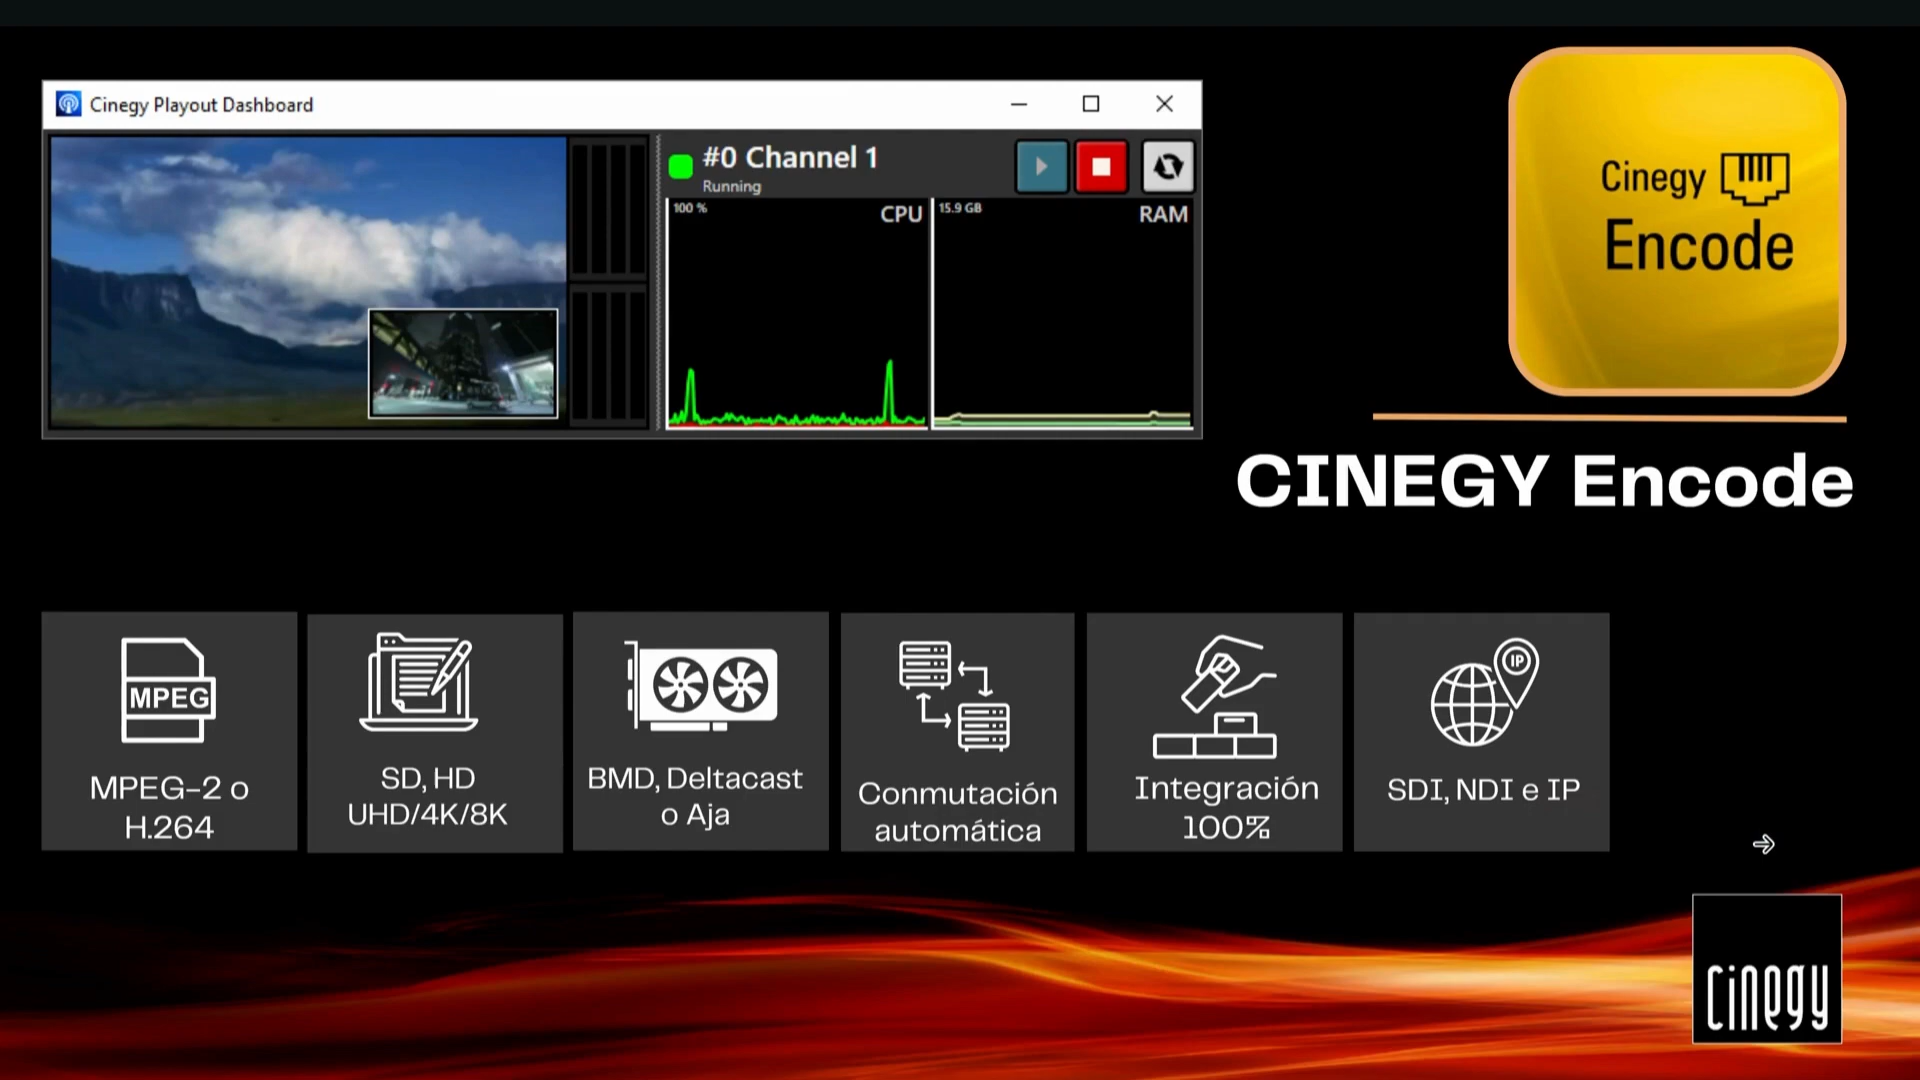 Cinegy Playout Dashboard
#0 Channel 1
Running
100 %
CPU
15.9 GB
RAM
Cinegy
Encode
CINEGY Encode
MPEG
MPEG-2 o
H.264
SD, HD
UHD/4K/8K
BMD, Deltacast
o Aja
Conmutación
automática
Integración
100%
IP
SDI, NDI e IP
cinegy